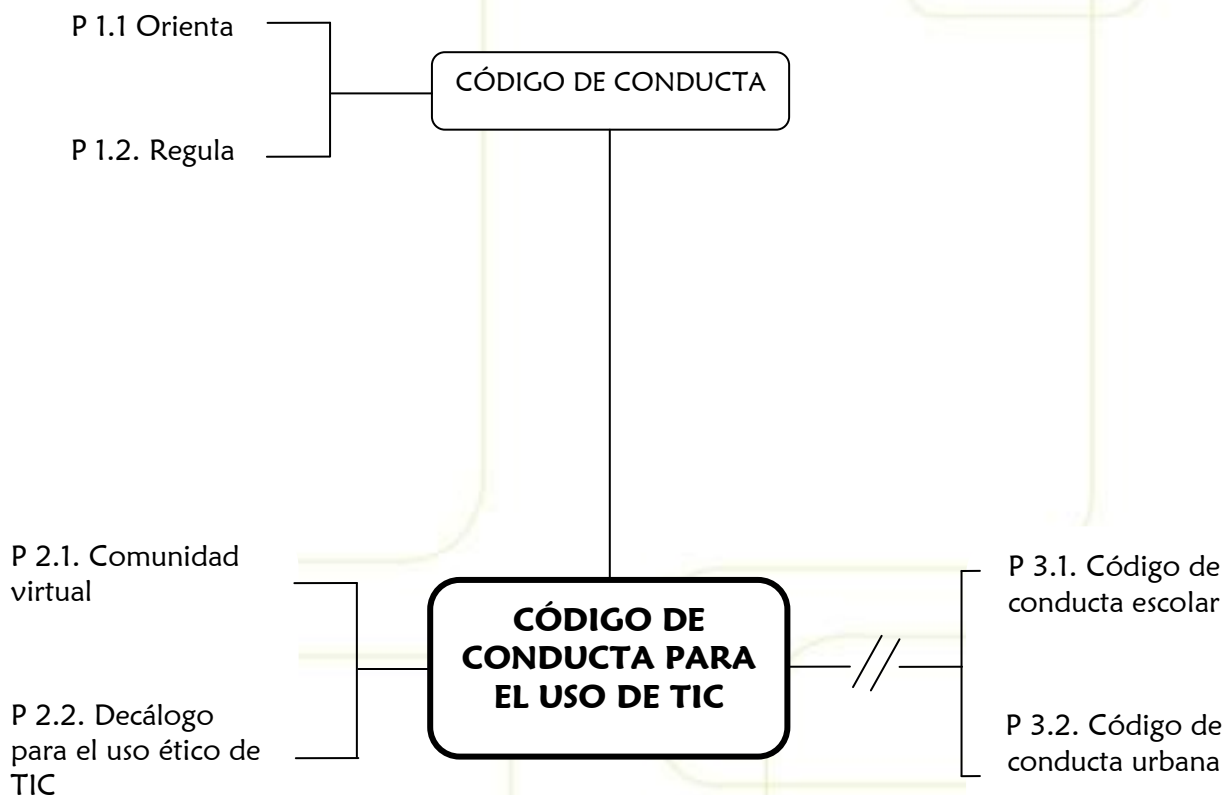 P 1.1 Orienta
CÓDIGO DE CONDUCTA
P 1.2. Regula
P 2.1. Comunidad
virtual
P 2.2. Decálogo
para el uso ético de
TIC
CÓDIGO DE
CONDUCTA PARA
EL USO DE TIC
P 3.1. Código de
conducta escolar
P 3.2. Código de
conducta urbana